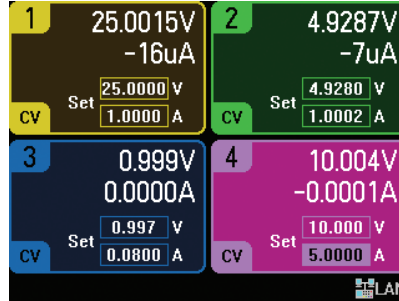 1 25.0015V
-16uA
Set 25.0000 V
1.0000 A
CV
2 4.9287V
-7uA
Set 4.9280 V
1.0002 A
CV
3 0.999V
0.0000A
Set 0.997 V
0.0800 A
CV
4 10.004V
-0.0001A
Set 10.000 V
5.0000 A
CV
LAN